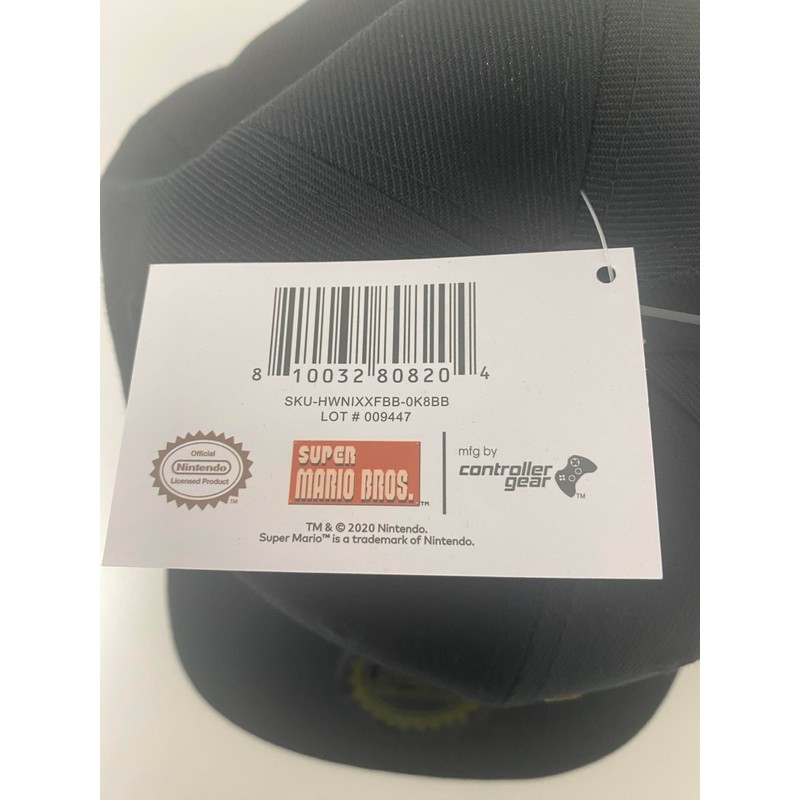 8 10032 80820 4
SKU-HWNIXXFBB-0K8BB
LOT # 009447
Official
Nintendo
Licensed Product
TM
SUPER
MARIO BROS.
TM
mfg by
controller
gear
TM
TM & © 2020 Nintendo.
Super Mario™ is a trademark of Nintendo.